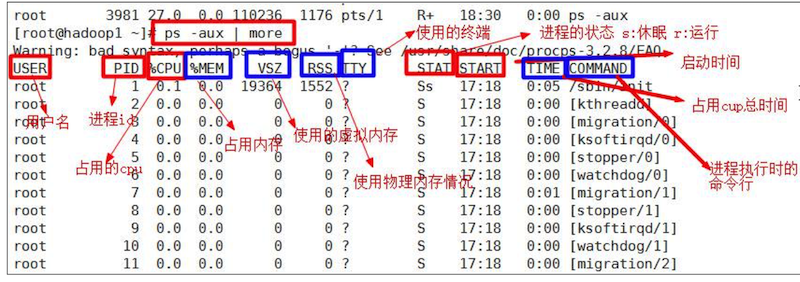 root 3981 27.0 0.0 110236 1176 pts/1 R+ 18:30 0:00 ps -aux
[root@hadoop1 ~]# ps -aux | more
使用的终端
进程的状态 s:休眠 r:运行
Warning: bad syntax, perhaps a bogus '-'? See /usr/share/doc/procps-3.2.8/FAQ
启动时间
USER PID %CPU %MEM VSZ RSS TTY STAT START TIME COMMAND
root 1 0.1 0.0 19364 1552 ? Ss 17:18 0:05 /sbin/init
占用cup总时间
root 2 0.0 0.0 0 0 ? S 17:18 0:00 [kthreadd]
用户名
进程id
root 3 0.0 0.0 0 0 ? S 17:18 0:00 [migration/0]
占用内存
使用的虚拟内存
root 4 0.0 0.0 0 0 ? S 17:18 0:00 [ksoftirqd/0]
root 5 0.0 0.0 0 0 ? S 17:18 0:00 [stopper/0]
占用的cpu
进程执行时的
命令行
root 6 0.0 0.0 0 0 ? S 17:18 0:00 [watchdog/0]
使用物理内存情况
root 7 0.0 0.0 0 0 ? S 17:18 0:01 [migration/1]
root 8 0.0 0.0 0 0 ? S 17:18 0:00 [stopper/1]
root 9 0.0 0.0 0 0 ? S 17:18 0:00 [ksoftirqd/1]
root 10 0.0 0.0 0 0 ? S 17:18 0:00 [watchdog/1]
root 11 0.0 0.0 0 0 ? S 17:18 0:00 [migration/2]